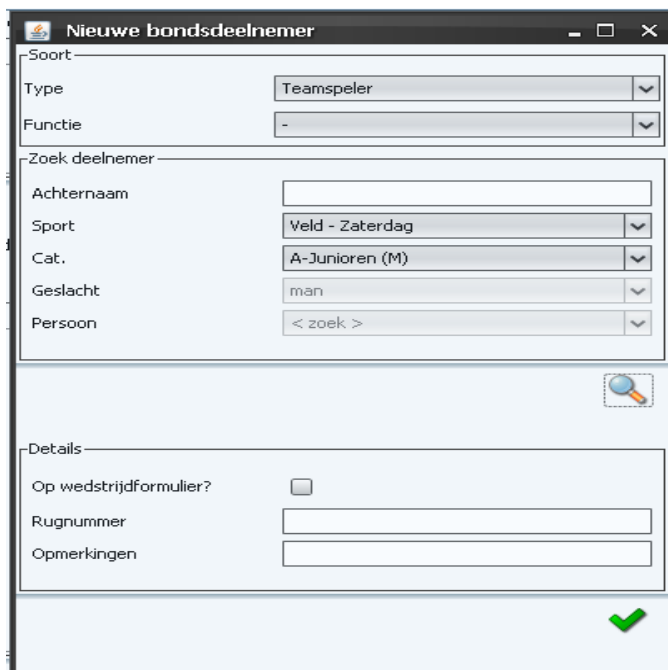 Nieuwe bondsdeelnemer
Soort
Type Teamspeler
Functie -
Zoek deelnemer
Achternaam
Sport Veld - Zaterdag
Cat. A-Junioren (M)
Geslacht man
Persoon < zoek >
Details
Op wedstrijdformulier?
Rugnummer
Opmerkingen